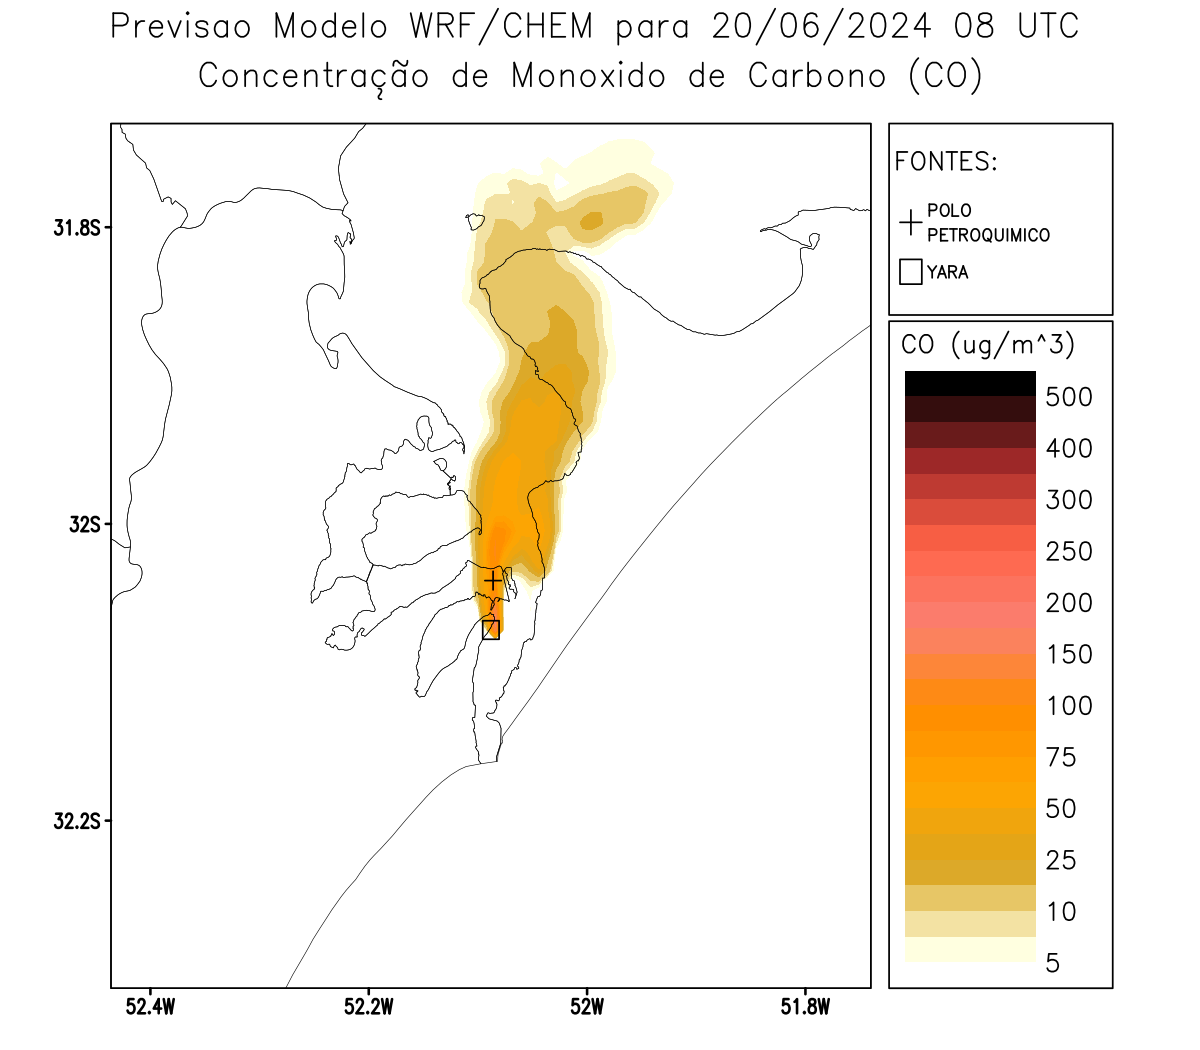 Previsao Modelo WRF/CHEM para 20/06/2024 08 UTC
Concentração de Monoxido de Carbono (CO)
FONTES:
POLO
PETROQUIMICO
YARA
CO (ug/m^3)
500
400
300
250
200
150
100
75
50
25
10
5
31.8S
32S
32.2S
52.4W
52.2W
52W
51.8W